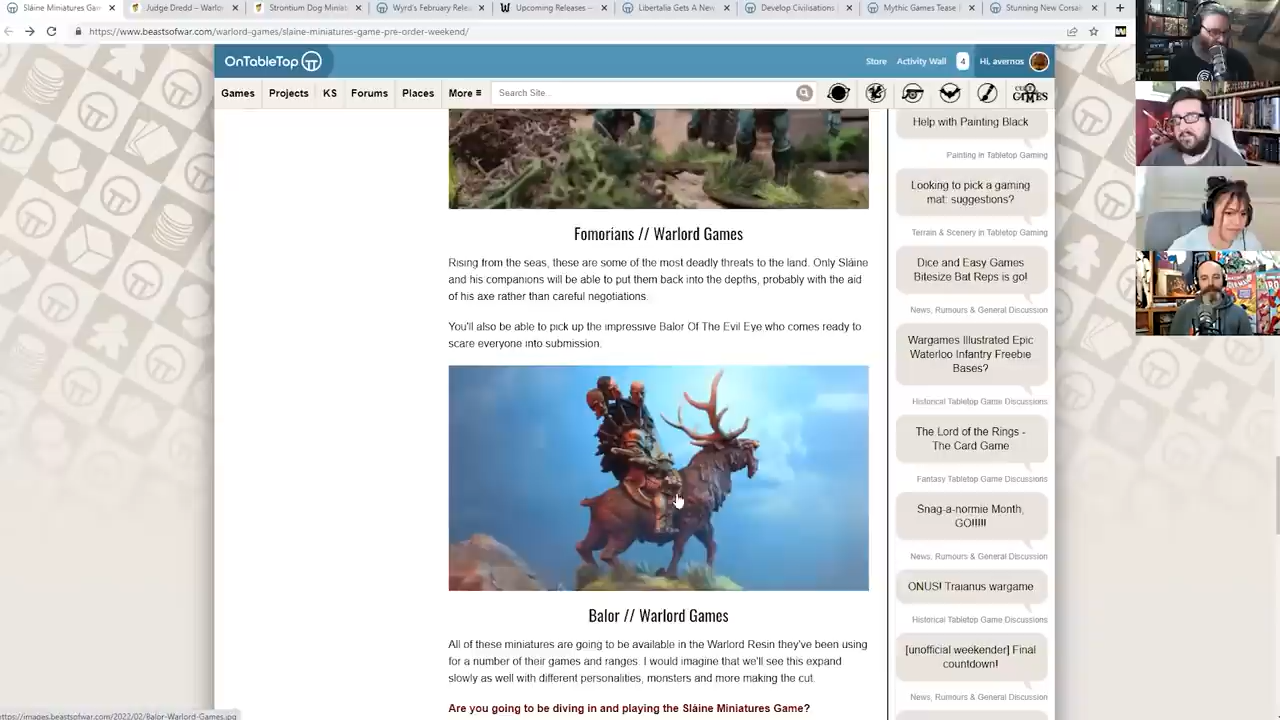 Sláine Miniatures Gam
Judge Dredd – Warlo
Strontium Dog Miniat
Wyrd's February Rele
Upcoming Releases –
Libertalia Gets A New
Develop Civilisations
Mythic Games Tease
Stunning New Corsai
https://www.beastsofwar.com/warlord-games/slaine-miniatures-game-pre-order-weekend/
OnTableTop
Store
Activity Wall
4
Hi, avernos
Games
Projects
KS
Forums
Places
More
Search Site...
GAMES
Fomorians // Warlord Games
Rising from the seas, these are some of the most deadly threats to the land. Only Sláine
and his companions will be able to put them back into the depths, probably with the aid
of his axe rather than careful negotiations.
You'll also be able to pick up the impressive Balor Of The Evil Eye who comes ready to
scare everyone into submission.
Balor // Warlord Games
All of these miniatures are going to be available in the Warlord Resin they've been using
for a number of their games and ranges. I would imagine that we'll see this expand
slowly as well with different personalities, monsters and more making the cut.
Are you going to be diving in and playing the Sláine Miniatures Game?
Help with Painting Black
Painting in Tabletop Gaming
Looking to pick a gaming
mat: suggestions?
Terrain & Scenery in Tabletop Gaming
Dice and Easy Games
Bitesize Bat Reps is go!
News, Rumours & General Discussion
Wargames Illustrated Epic
Waterloo Infantry Freebie
Bases?
Historical Tabletop Game Discussions
The Lord of the Rings -
The Card Game
Fantasy Tabletop Game Discussions
Snag-a-normie Month,
GO!!!!!
News, Rumours & General Discussion
ONUS! Traianus wargame
Historical Tabletop Game Discussions
[unofficial weekender] Final
countdown!
News, Rumours & General Discussion
https://images.beastsofwar.com/2022/02/Balor-Warlord-Games.jpg